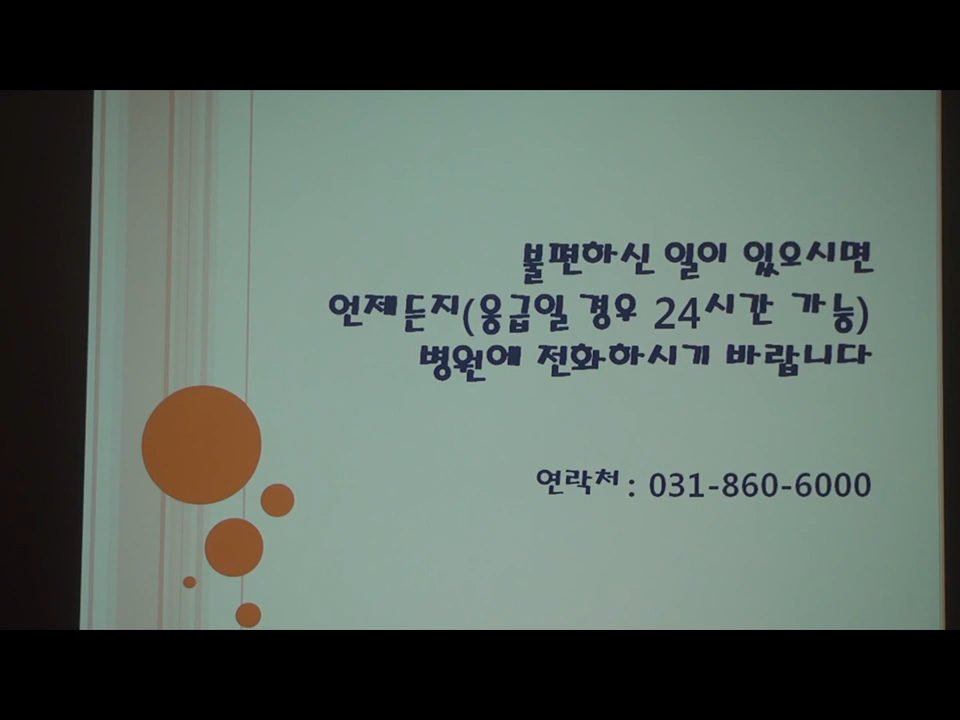 불편하신 일이 있으시면
언제든지(응급일 경우 24시간 가능)
병원에 전화하시기 바랍니다
연락처 : 031-860-6000